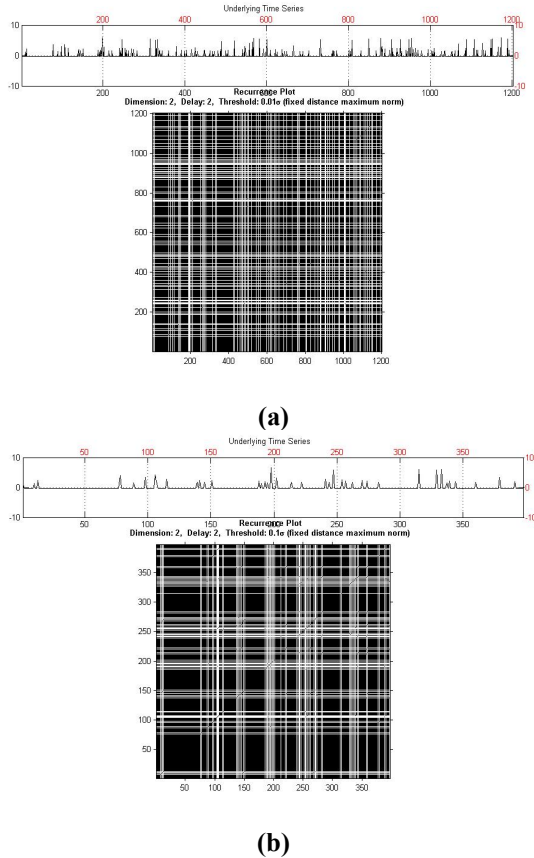 Underlying Time Series
200 400 600 800 1000 1200
10 10
0 0
-10 -10
200 400 600 800 1000 1200
Recurrence Plot
Dimension: 2, Delay: 2, Threshold: 0.01σ (fixed distance maximum norm)
1200
1000
800
600
400
200
200 400 600 800 1000 1200
(a)
Underlying Time Series
50 100 150 200 250 300 350
10 10
0 0
-10 -10
50 100 150 200 250 300 350
Recurrence Plot
Dimension: 2, Delay: 2, Threshold: 0.1σ (fixed distance maximum norm)
350
300
250
200
150
100
50
50 100 150 200 250 300 350
(b)